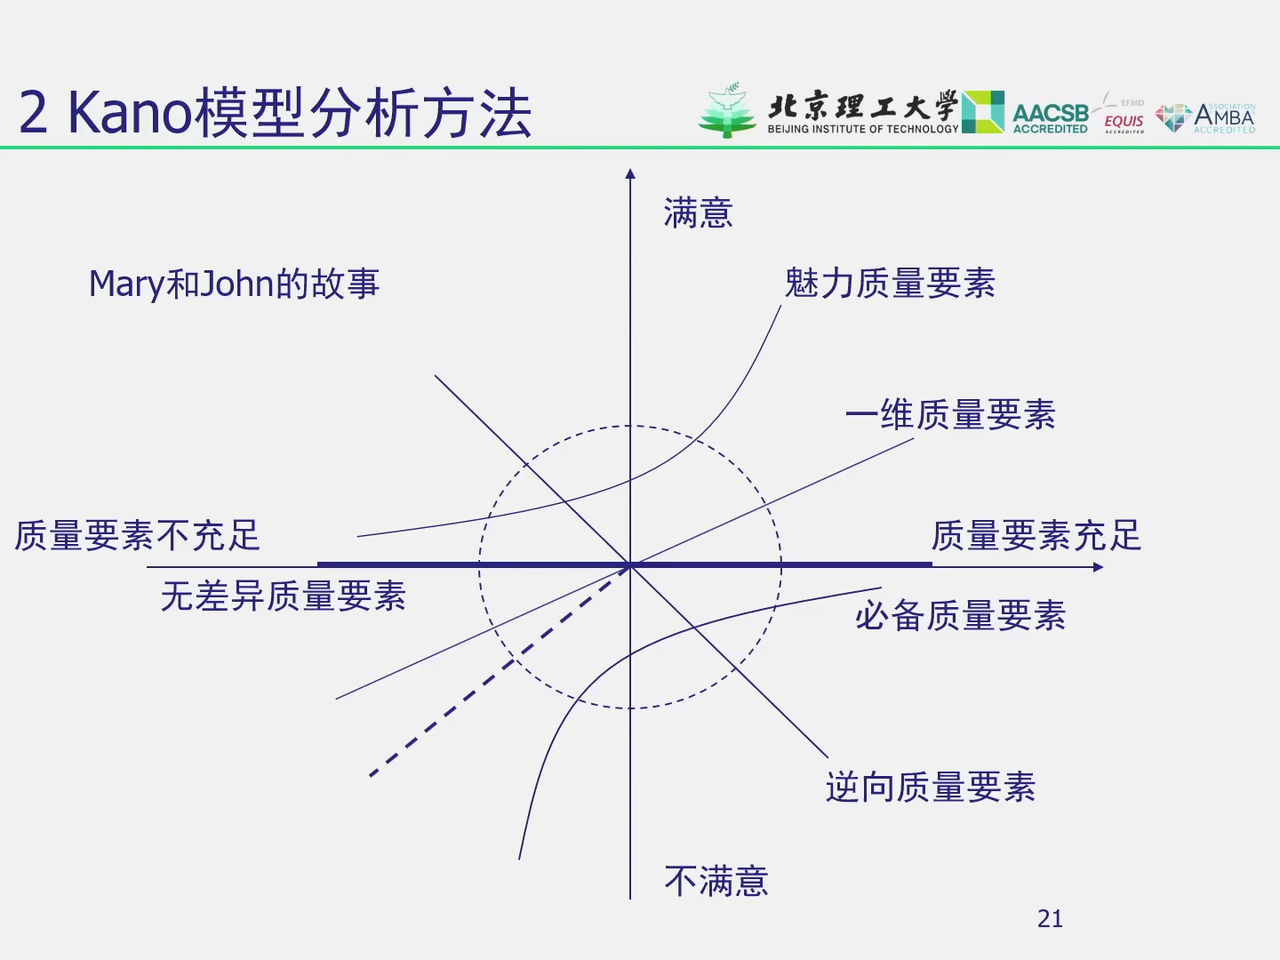 2 Kano模型分析方法
北京理工大学
BEIJING INSTITUTE OF TECHNOLOGY
AACSB
ACCREDITED
EFMD
EQUIS
ACCREDITED
ASSOCIATION
AMBA
ACCREDITED
满意
Mary和John的故事
魅力质量要素
一维质量要素
质量要素不充足
质量要素充足
无差异质量要素
必备质量要素
逆向质量要素
不满意
21